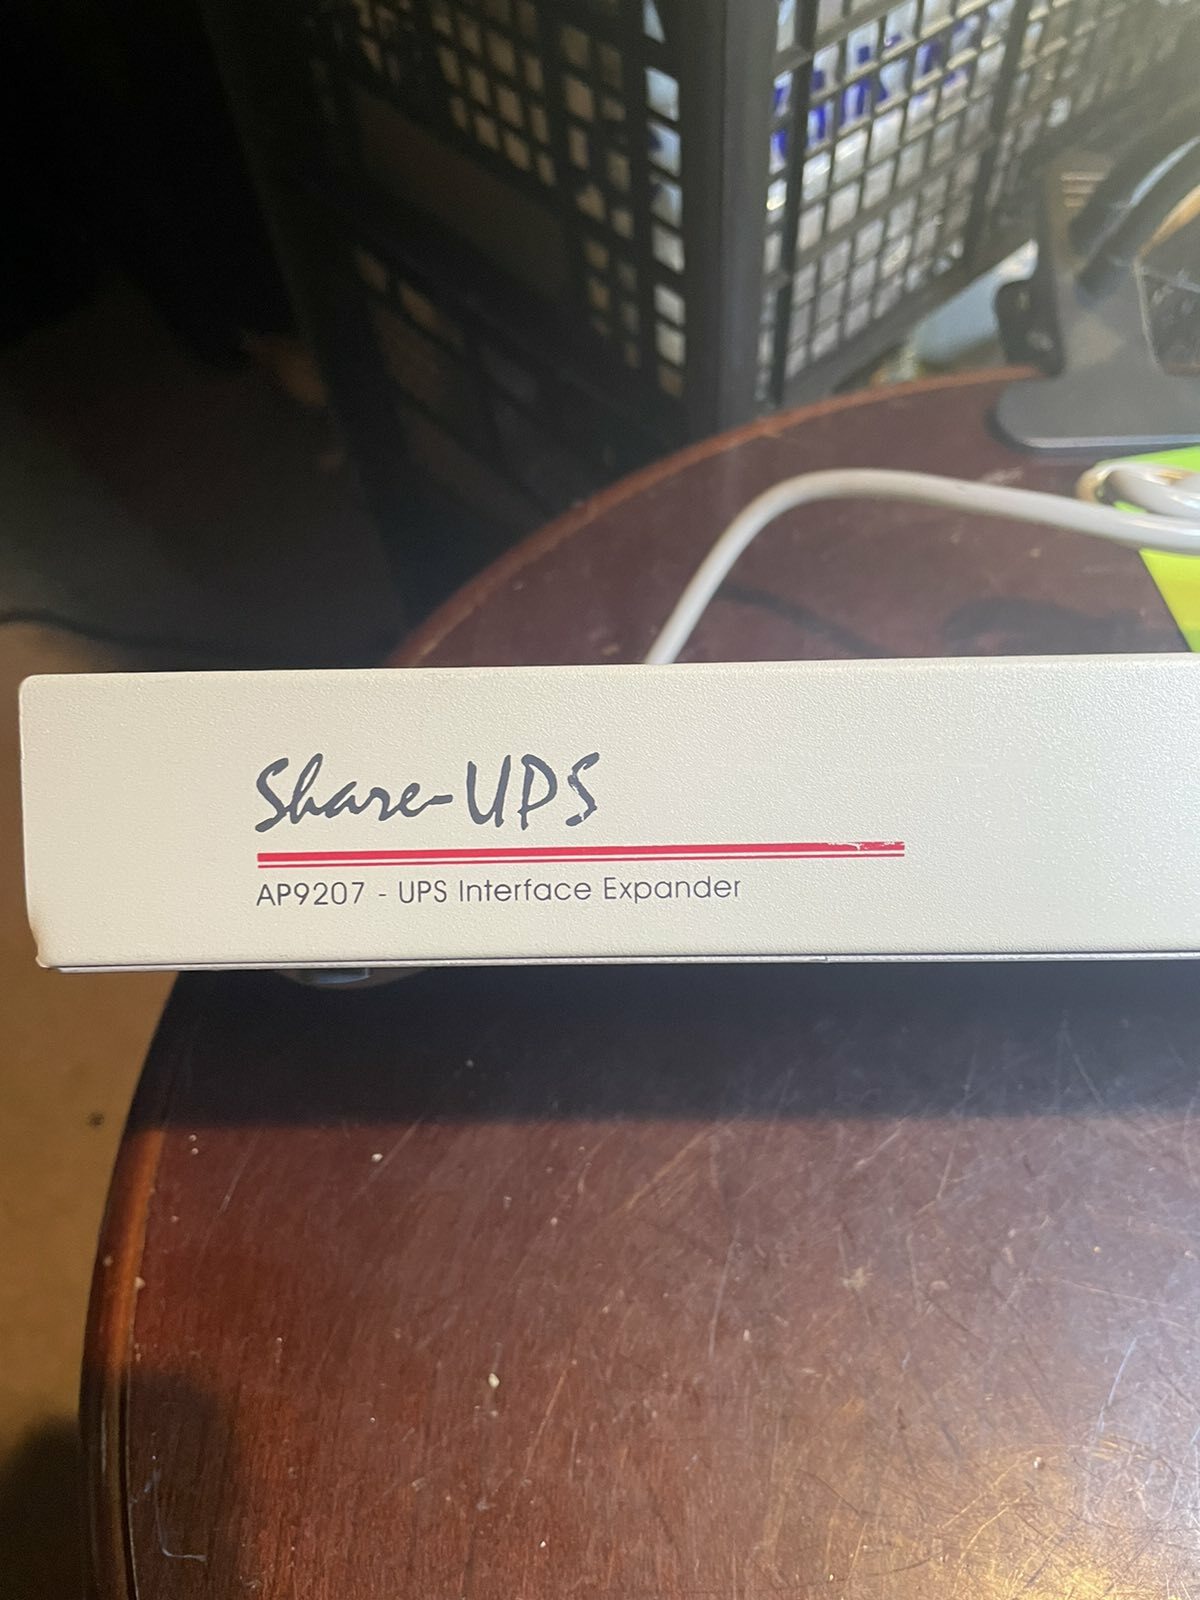 Share-UPS
AP9207 - UPS Interface Expander